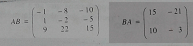 AB = ( -1 -8 -10
1 -2 -5
9 22 15 )
BA = ( 15 -21
10 -3 )